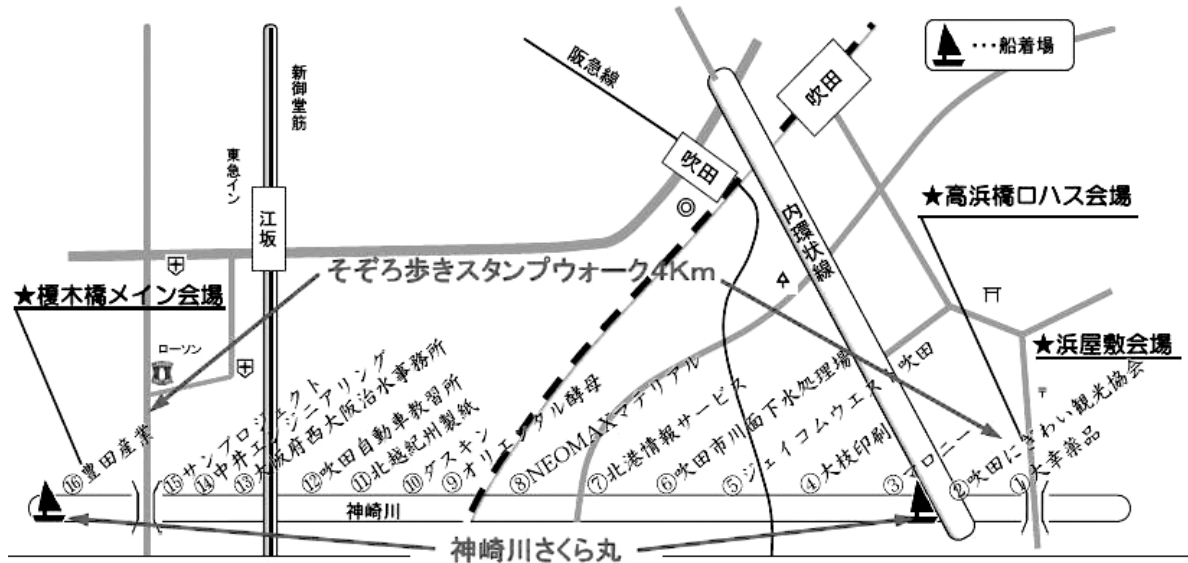 ・・・船着場
阪急線
新御堂筋
吹田
吹田
東急イン
江坂
内環状線
★高浜橋ロハス会場
そぞろ歩きスタンプウォーク4Km
★榎木橋メイン会場
ローソン
★浜屋敷会場
⑯豊田産業
⑮サンプロジェクト
⑭中井エンジニアリング
⑬大阪府西大阪治水事務所
⑫吹田自動車教習所
⑪北越紀州製紙
⑩ダスキン
⑨オリエンタル酵母
⑧NEOMAXマテリアル
⑦北港情報サービス
⑥吹田市川面下水処理場
⑤ジェイコムウエスト吹田
④大枝印刷
③マロニー
②吹田にぎわい観光協会
①大幸薬品
神崎川
神崎川さくら丸